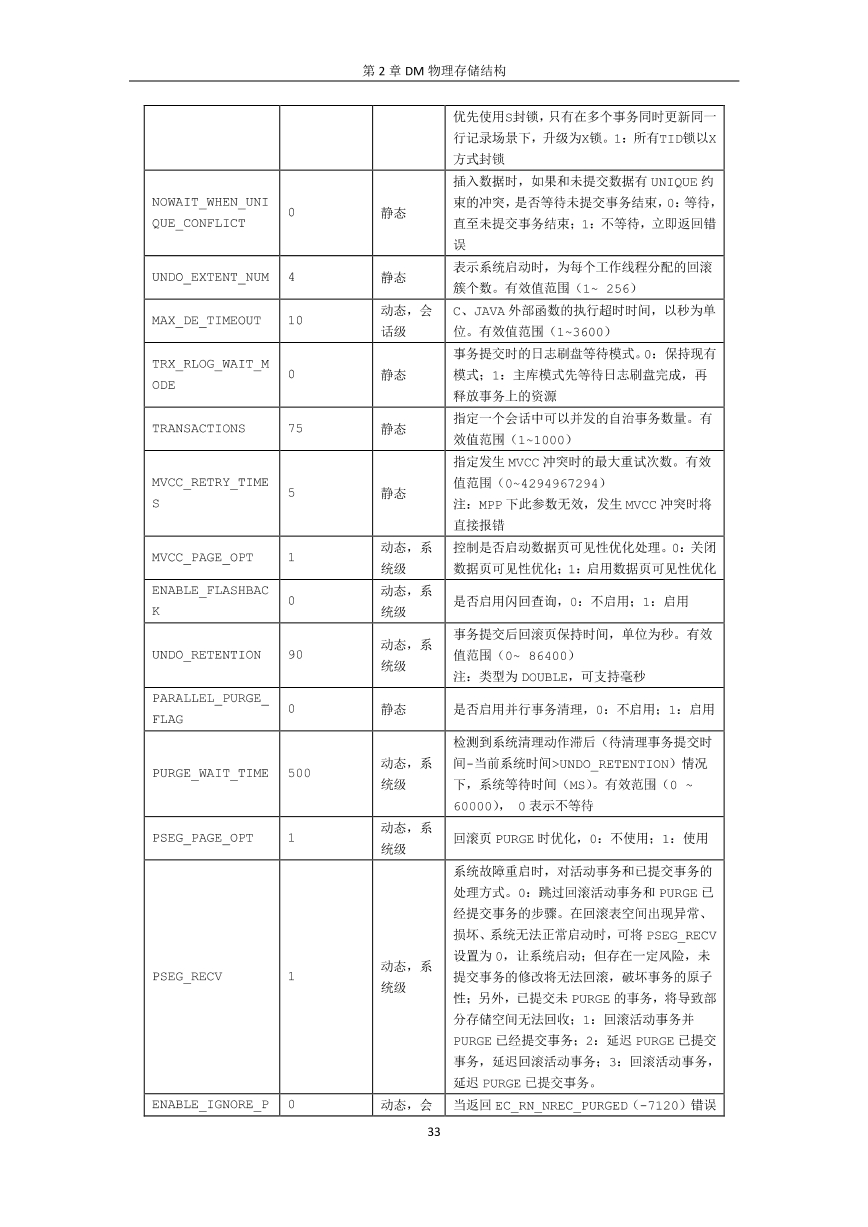 第 2 章 DM 物理存储结构
优先使用S封锁，只有在多个事务同时更新同一
行记录场景下，升级为X锁。1：所有TID锁以X
方式封锁
NOWAIT_WHEN_UNI
QUE_CONFLICT
0
静态
插入数据时，如果和未提交数据有 UNIQUE 约
束的冲突，是否等待未提交事务结束，0：等待，
直至未提交事务结束；1：不等待，立即返回错
误
UNDO_EXTENT_NUM
4
静态
表示系统启动时，为每个工作线程分配的回滚
簇个数。有效值范围（1~ 256）
MAX_DE_TIMEOUT
10
动态，会
话级
C、JAVA 外部函数的执行超时时间，以秒为单
位。有效值范围（1~3600）
TRX_RLOG_WAIT_M
ODE
0
静态
事务提交时的日志刷盘等待模式。0：保持现有
模式；1：主库模式先等待日志刷盘完成，再
释放事务上的资源
TRANSACTIONS
75
静态
指定一个会话中可以并发的自治事务数量。有
效值范围（1~1000）
MVCC_RETRY_TIME
S
5
静态
指定发生 MVCC 冲突时的最大重试次数。有效
值范围（0~4294967294）
注：MPP 下此参数无效，发生 MVCC 冲突时将
直接报错
MVCC_PAGE_OPT
1
动态，系
统级
控制是否启动数据页可见性优化处理。0：关闭
数据页可见性优化；1：启用数据页可见性优化
ENABLE_FLASHBAC
K
0
动态，系
统级
是否启用闪回查询，0：不启用；1：启用
UNDO_RETENTION
90
动态，系
统级
事务提交后回滚页保持时间，单位为秒。有效
值范围（0~ 86400）
注：类型为 DOUBLE，可支持毫秒
PARALLEL_PURGE_
FLAG
0
静态
是否启用并行事务清理，0：不启用；1：启用
PURGE_WAIT_TIME
500
动态，系
统级
检测到系统清理动作滞后（待清理事务提交时
间-当前系统时间>UNDO_RETENTION）情况
下，系统等待时间（MS）。有效范围（0 ~
60000）， 0 表示不等待
PSEG_PAGE_OPT
1
动态，系
统级
回滚页 PURGE 时优化，0：不使用；1：使用
PSEG_RECV
1
动态，系
统级
系统故障重启时，对活动事务和已提交事务的
处理方式。0：跳过回滚活动事务和 PURGE 已
经提交事务的步骤。在回滚表空间出现异常、
损坏、系统无法正常启动时，可将 PSEG_RECV
设置为 0，让系统启动；但存在一定风险，未
提交事务的修改将无法回滚，破坏事务的原子
性；另外，已提交未 PURGE 的事务，将导致部
分存储空间无法回收；1：回滚活动事务并
PURGE 已经提交事务；2：延迟 PURGE 已提交
事务，延迟回滚活动事务；3：回滚活动事务，
延迟 PURGE 已提交事务。
ENABLE_IGNORE_P
0
动态，会
当返回 EC_RN_NREC_PURGED（-7120）错误
33